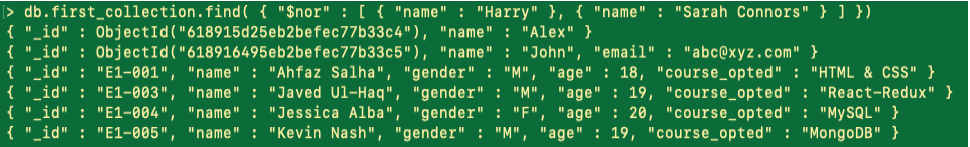 > db.first_collection.find( { "$nor" : [ { "name" : "Harry" }, { "name" : "Sarah Connors" } ] })
{ "_id" : ObjectId("618915d25eb2befec77b33c4"), "name" : "Alex" }
{ "_id" : ObjectId("618916495eb2befec77b33c5"), "name" : "John", "email" : "abc@xyz.com" }
{ "_id" : "E1-001", "name" : "Ahfaz Salha", "gender" : "M", "age" : 18, "course_opted" : "HTML & CSS" }
{ "_id" : "E1-003", "name" : "Javed Ul-Haq", "gender" : "M", "age" : 19, "course_opted" : "React-Redux" }
{ "_id" : "E1-004", "name" : "Jessica Alba", "gender" : "F", "age" : 20, "course_opted" : "MySQL" }
{ "_id" : "E1-005", "name" : "Kevin Nash", "gender" : "M", "age" : 19, "course_opted" : "MongoDB" }